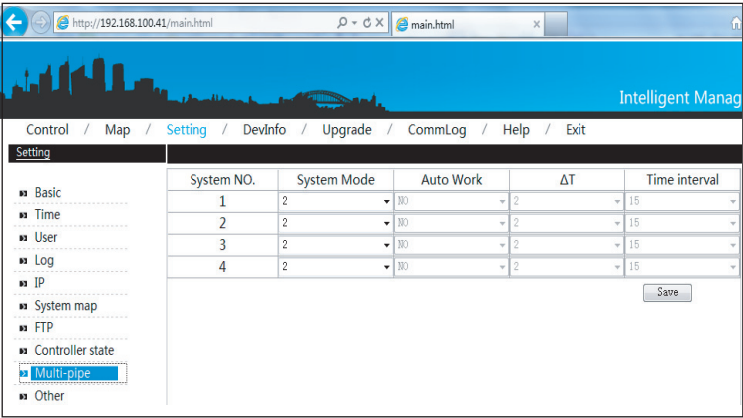 http://192.168.100.41/main.html
main.html
Intelligent Manag
Control / Map / Setting / DevInfo / Upgrade / CommLog / Help / Exit
Setting
Basic
Time
User
Log
IP
System map
FTP
Controller state
Multi-pipe
Other
System NO. System Mode Auto Work ΔT Time interval
1 2 NO 2 15
2 2 NO 2 15
3 2 NO 2 15
4 2 NO 2 15
Save